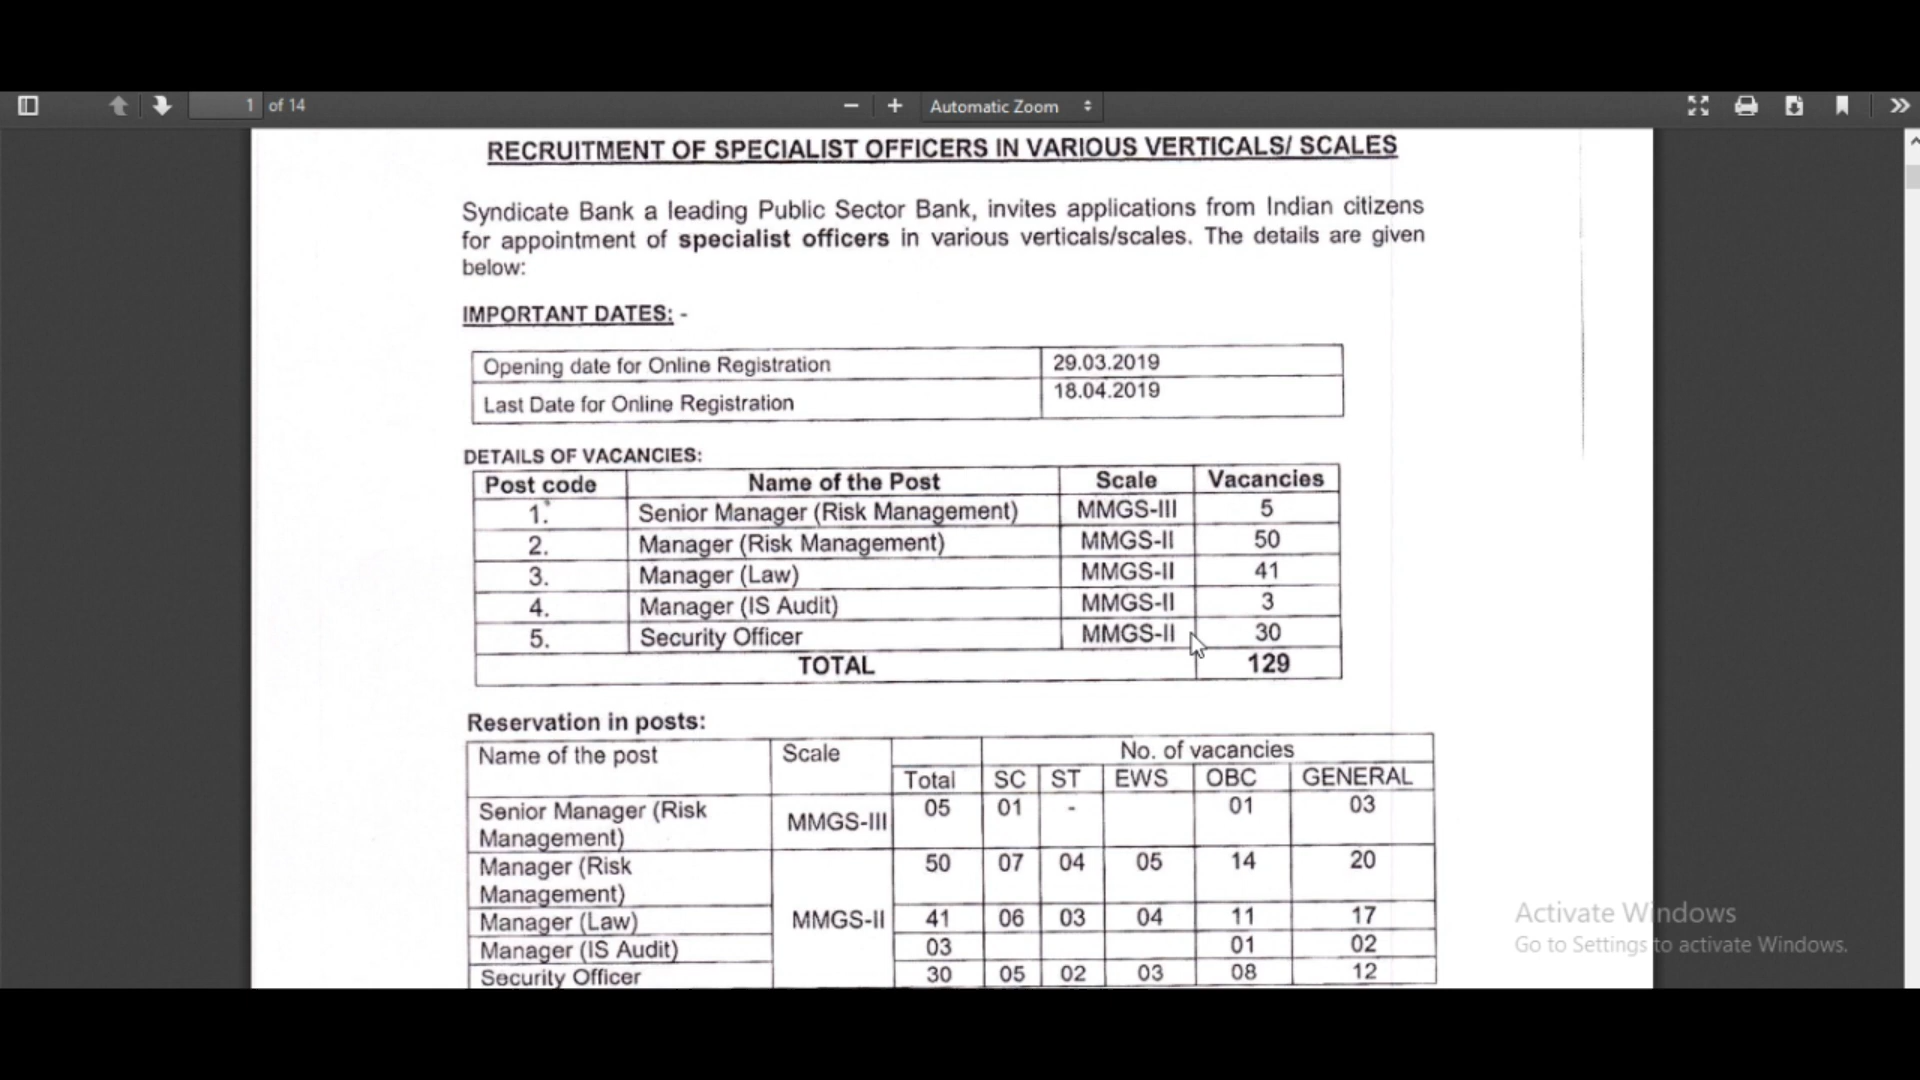 1 of 14
Automatic Zoom
RECRUITMENT OF SPECIALIST OFFICERS IN VARIOUS VERTICALS/ SCALES
Syndicate Bank a leading Public Sector Bank, invites applications from Indian citizens
for appointment of specialist officers in various verticals/scales. The details are given
below:
IMPORTANT DATES: -
Opening date for Online Registration 29.03.2019
Last Date for Online Registration 18.04.2019
DETAILS OF VACANCIES:
Post code Name of the Post Scale Vacancies
1. Senior Manager (Risk Management) MMGS-III 5
2. Manager (Risk Management) MMGS-II 50
3. Manager (Law) MMGS-II 41
4. Manager (IS Audit) MMGS-II 3
5. Security Officer MMGS-II 30
TOTAL 129
Reservation in posts:
Name of the post Scale No. of vacancies
Total SC ST EWS OBC GENERAL
Senior Manager (Risk
Management) MMGS-III 05 01 - 01 03
Manager (Risk
Management) 50 07 04 05 14 20
Manager (Law) MMGS-II 41 06 03 04 11 17
Manager (IS Audit) 03 01 02
Security Officer 30 05 02 03 08 12
Activate Windows
Go to Settings to activate Windows.